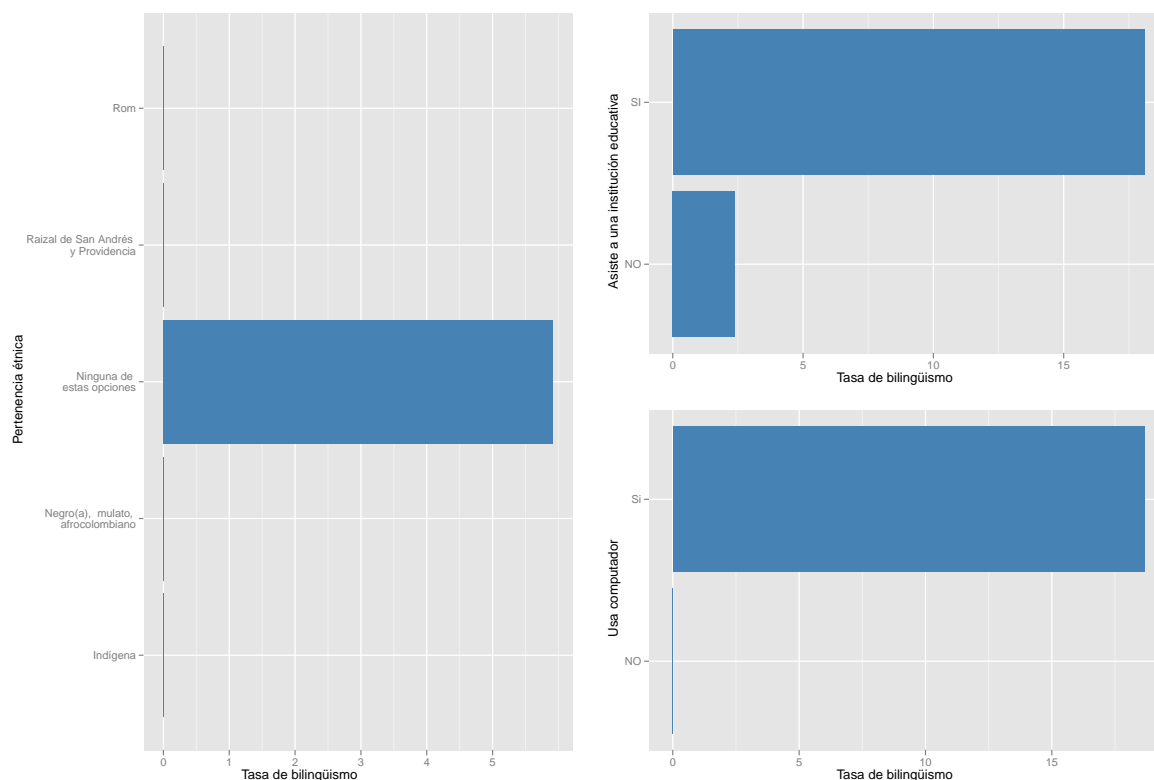 Pertenencia étnica
Rom
Raizal de San Andrés
y Providencia
Ninguna de
estas opciones
Negro(a), mulato,
afrocolombiano
Indígena
0 1 2 3 4 5
Tasa de bilingüismo
Asiste a una institución educativa
SI
NO
0 5 10 15
Tasa de bilingüismo
Usa computador
Si
NO
0 5 10 15
Tasa de bilingüismo